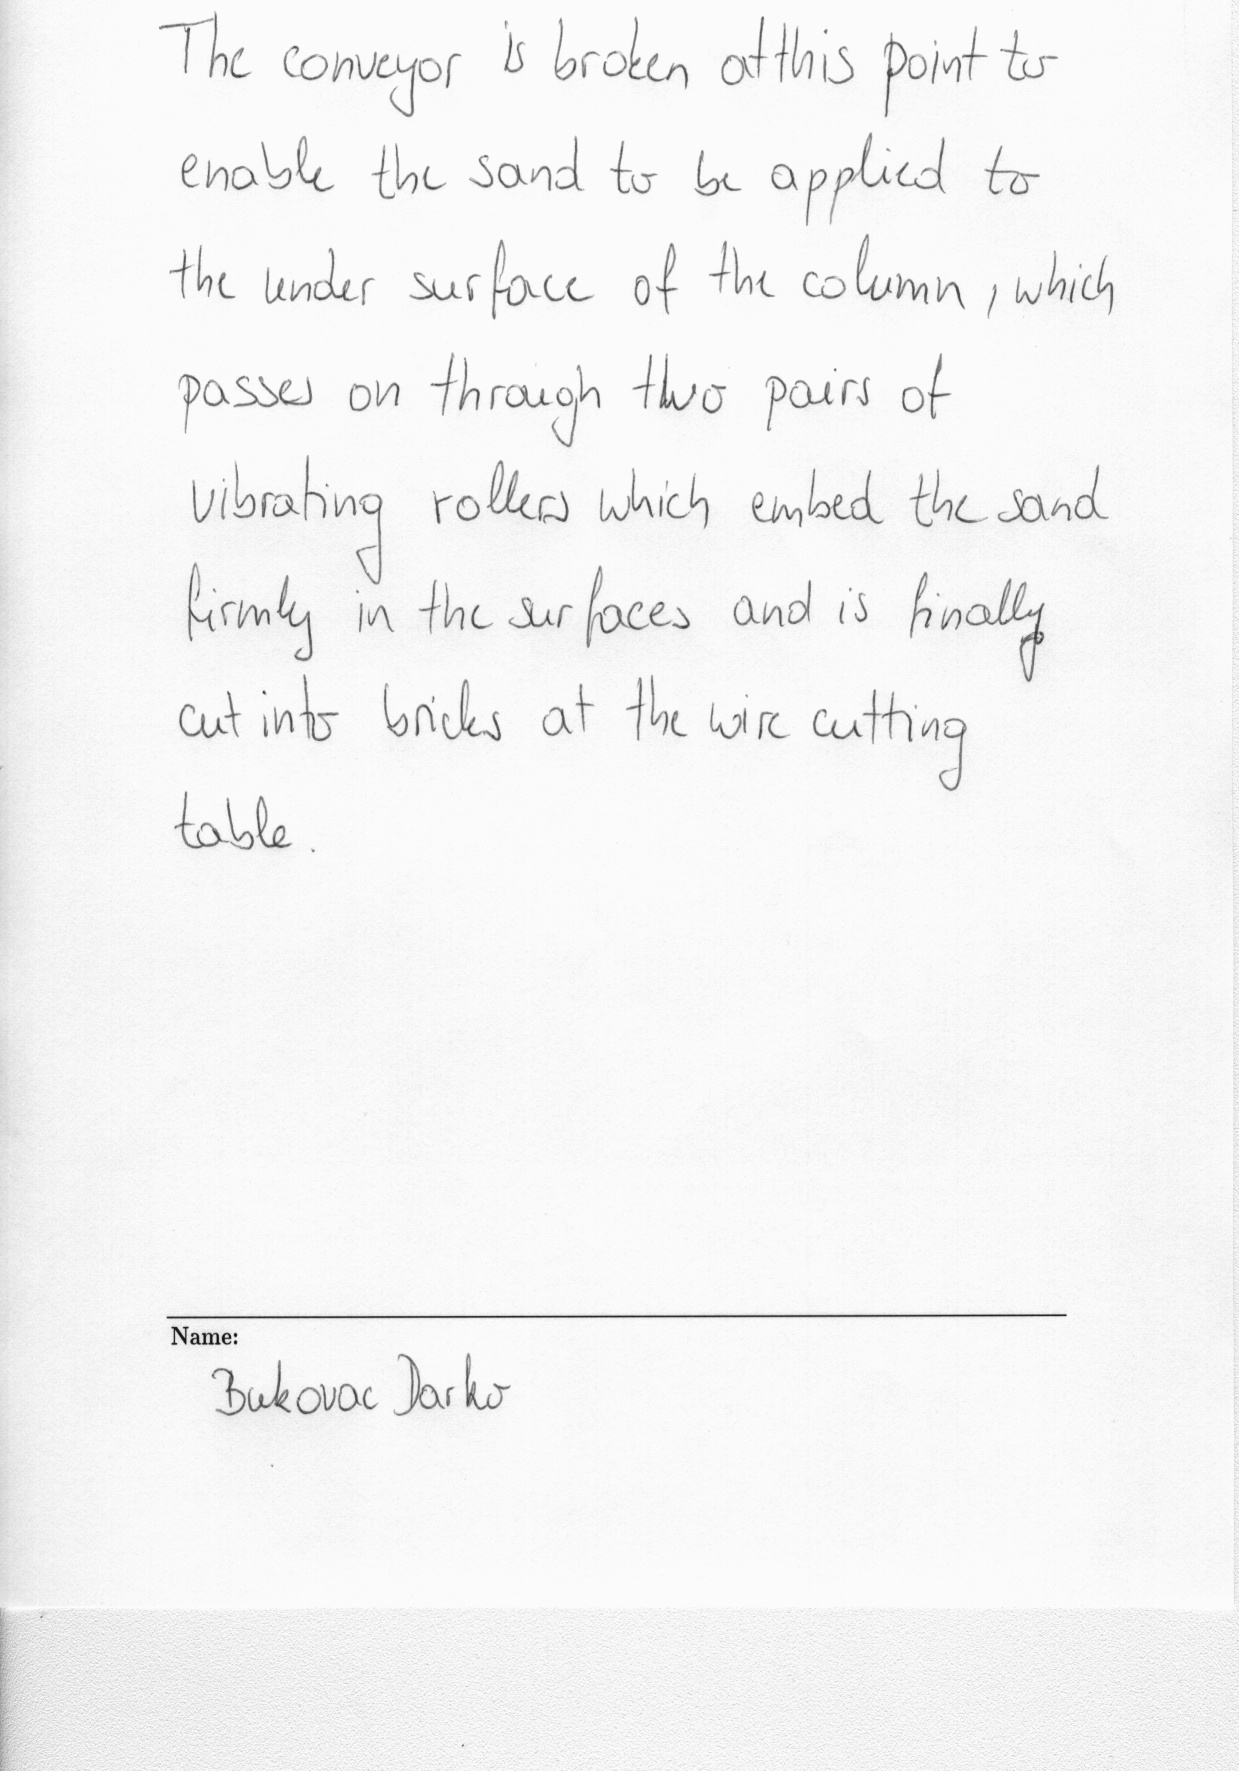 The conveyor is broken at this point to
enable the sand to be applied to
the under surface of the column, which
passes on through two pairs of
vibrating rollers which embed the sand
firmly in the surfaces and is finally
cut into bricks at the wire cutting
table.
Name:
Bukovac Darko